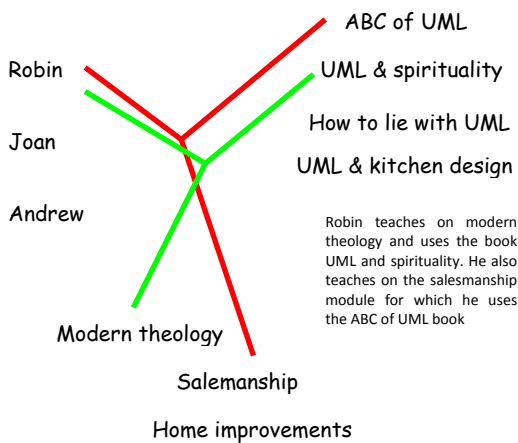 ABC of UML
Robin
UML & spirituality
How to lie with UML
Joan
UML & kitchen design
Andrew
Robin teaches on modern
theology and uses the book
UML and spirituality. He also
teaches on the salesmanship
module for which he uses
the ABC of UML book
Modern theology
Salemanship
Home improvements